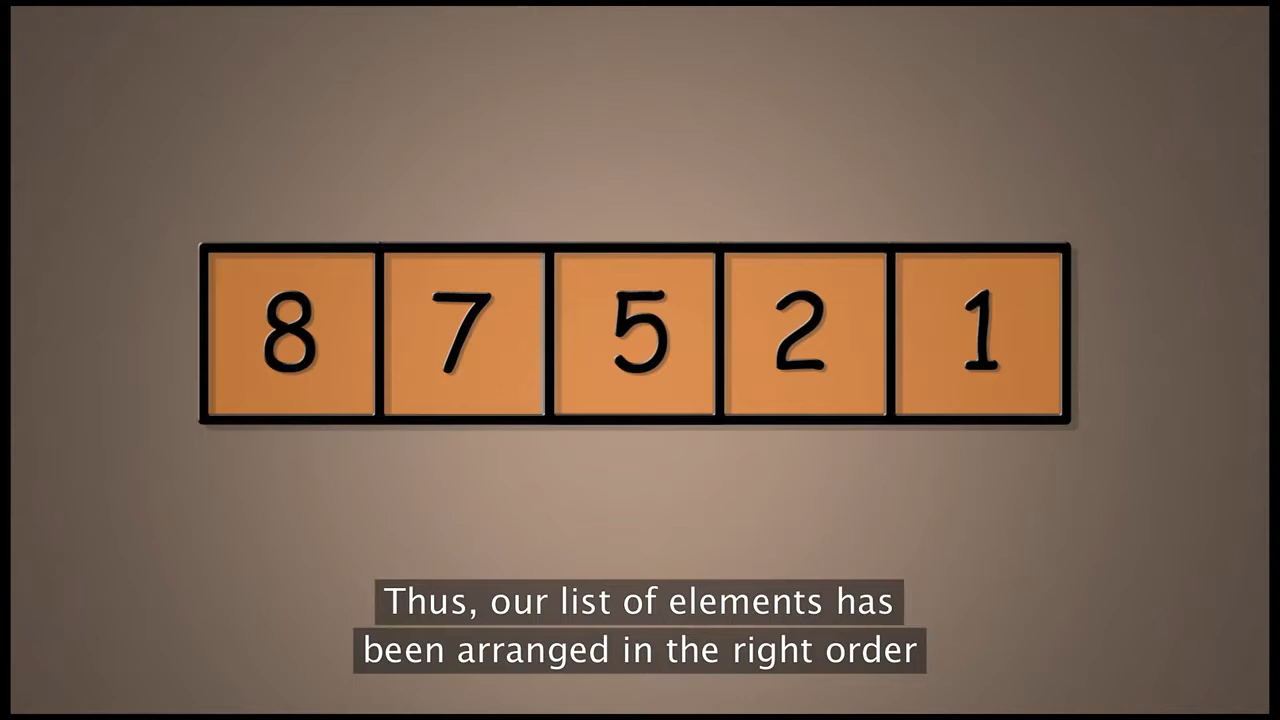 8 7 5 2 1
Thus, our list of elements has
been arranged in the right order